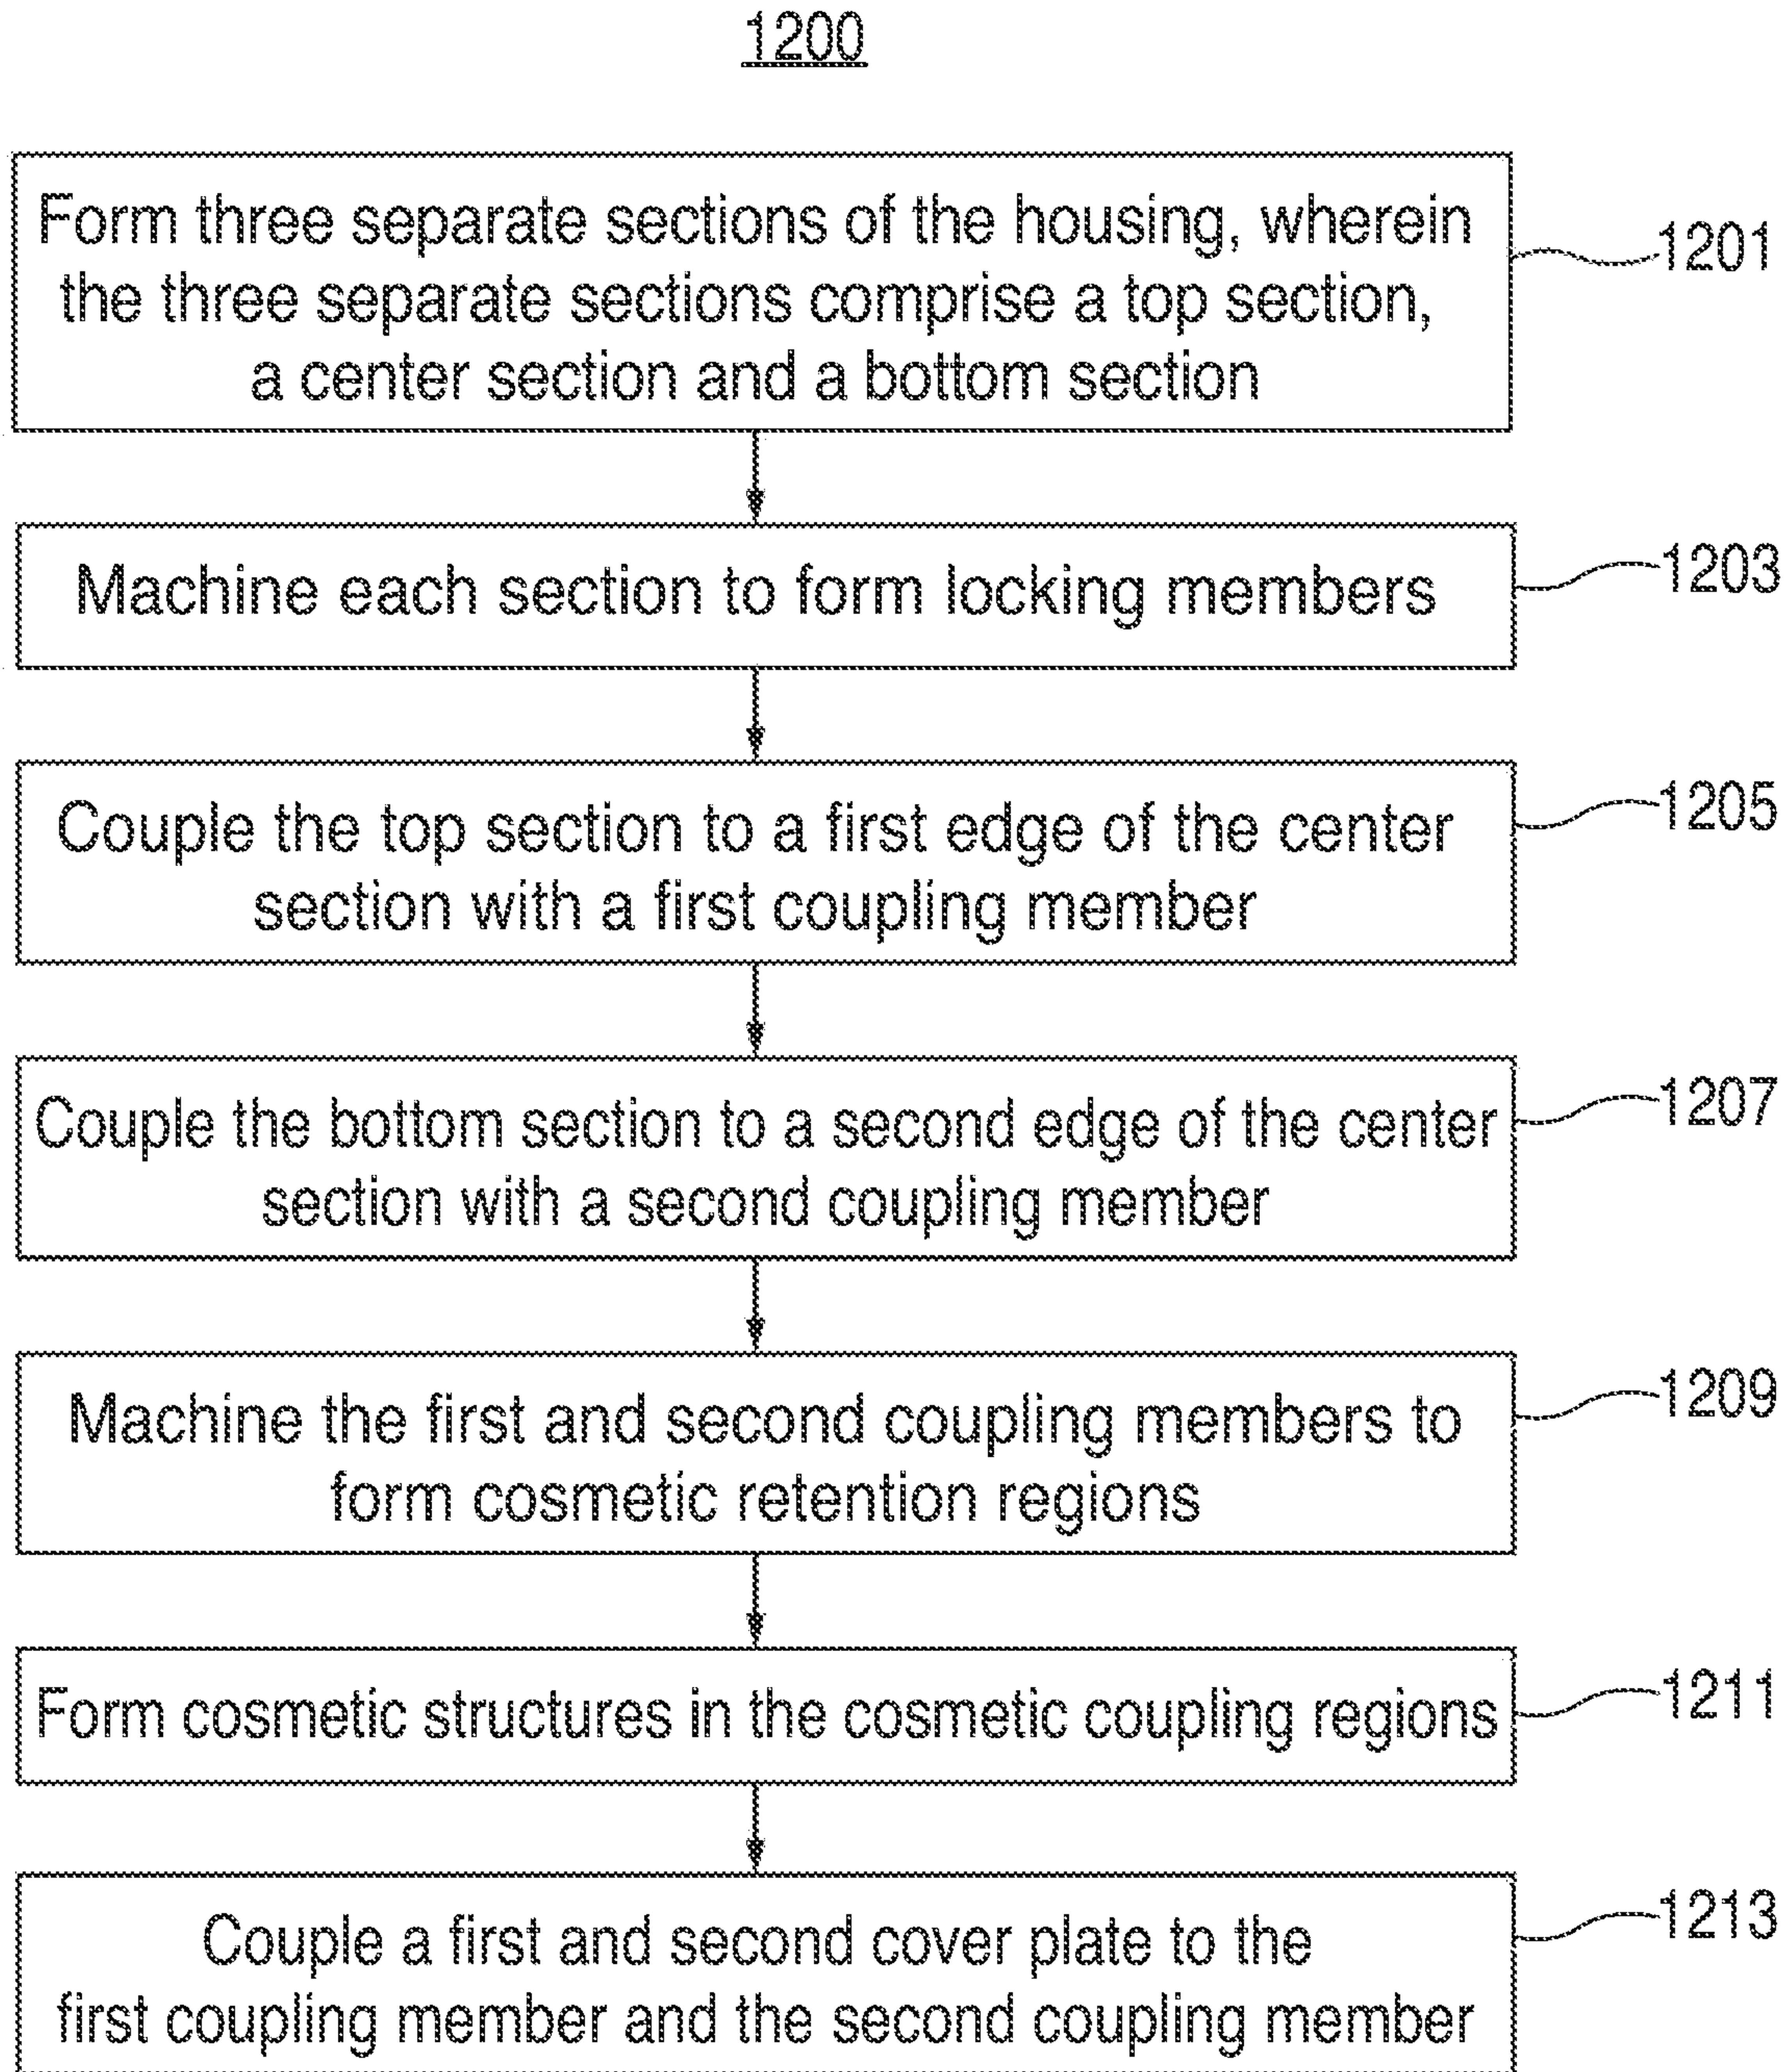 1200
Form three separate sections of the housing, wherein
the three separate sections comprise a top section,
a center section and a bottom section
1201
Machine each section to form locking members
1203
Couple the top section to a first edge of the center
section with a first coupling member
1205
Couple the bottom section to a second edge of the center
section with a second coupling member
1207
Machine the first and second coupling members to
form cosmetic retention regions
1209
Form cosmetic structures in the cosmetic coupling regions
1211
Couple a first and second cover plate to the
first coupling member and the second coupling member
1213